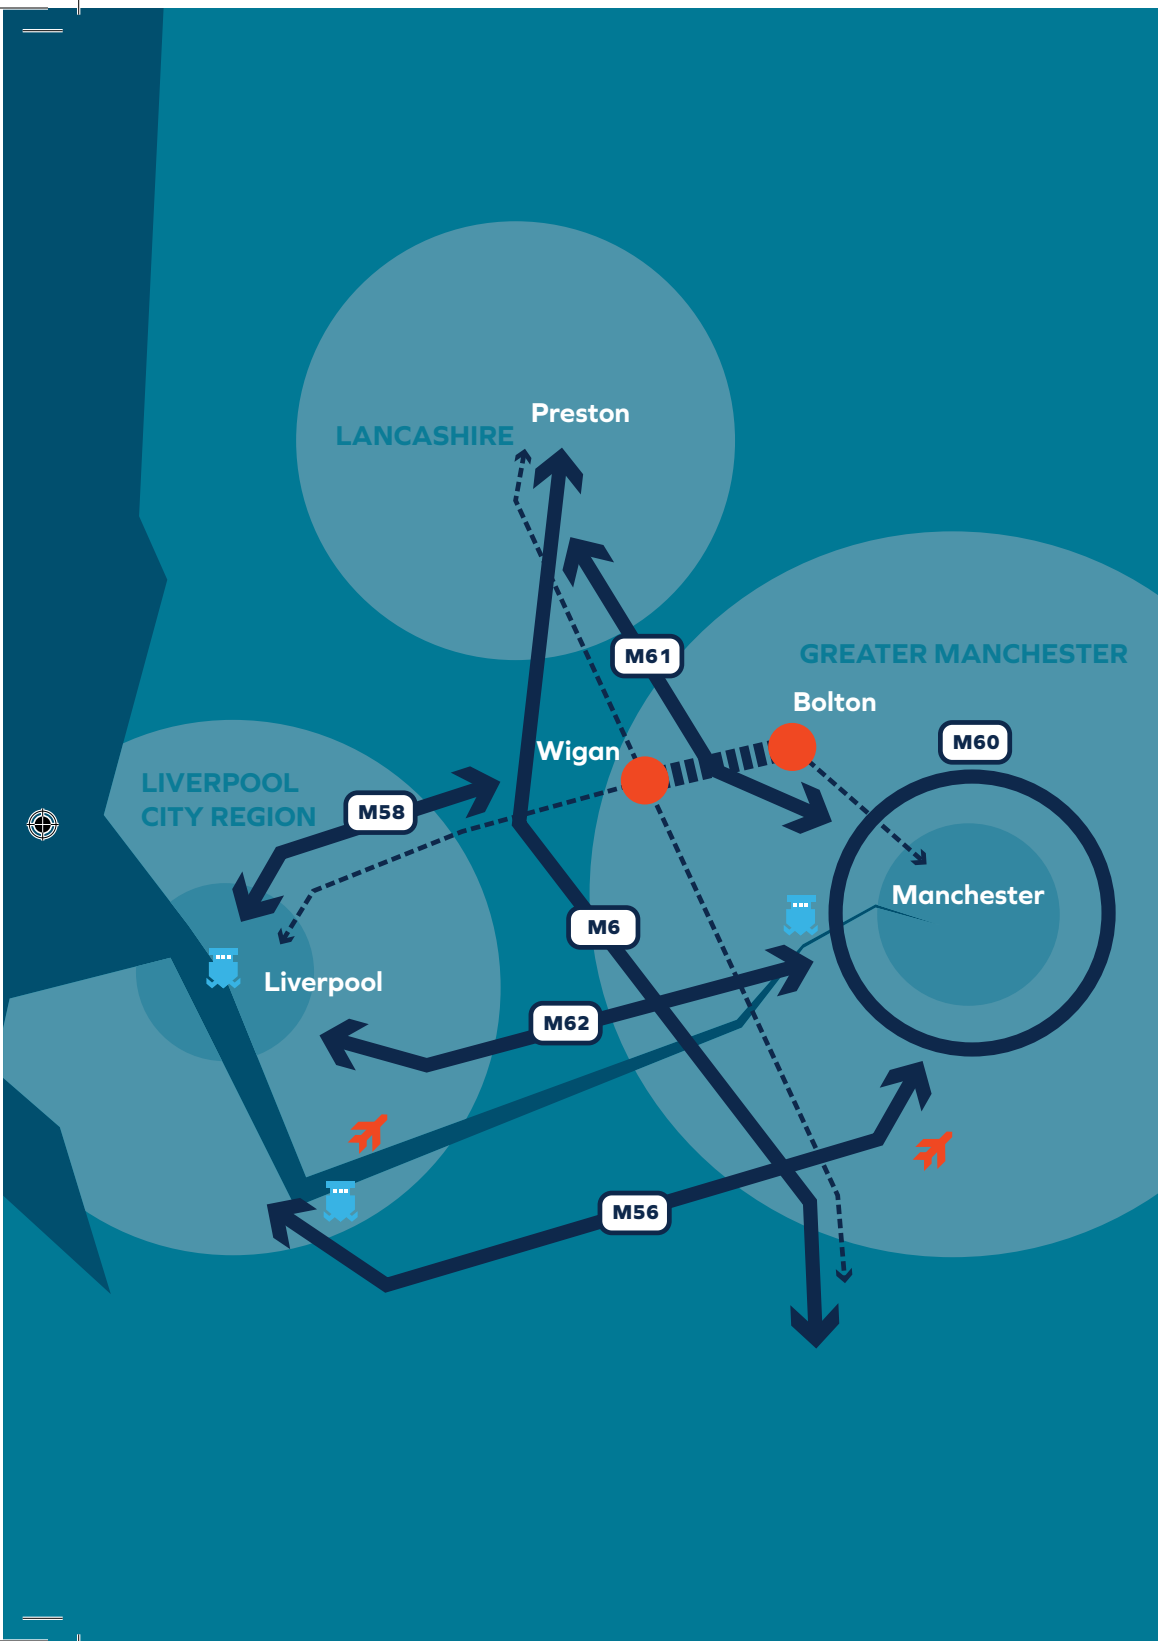 Preston
LANCASHIRE
M61
GREATER MANCHESTER
Bolton
Wigan
M60
LIVERPOOL
CITY REGION
M58
Manchester
M6
Liverpool
M62
M56